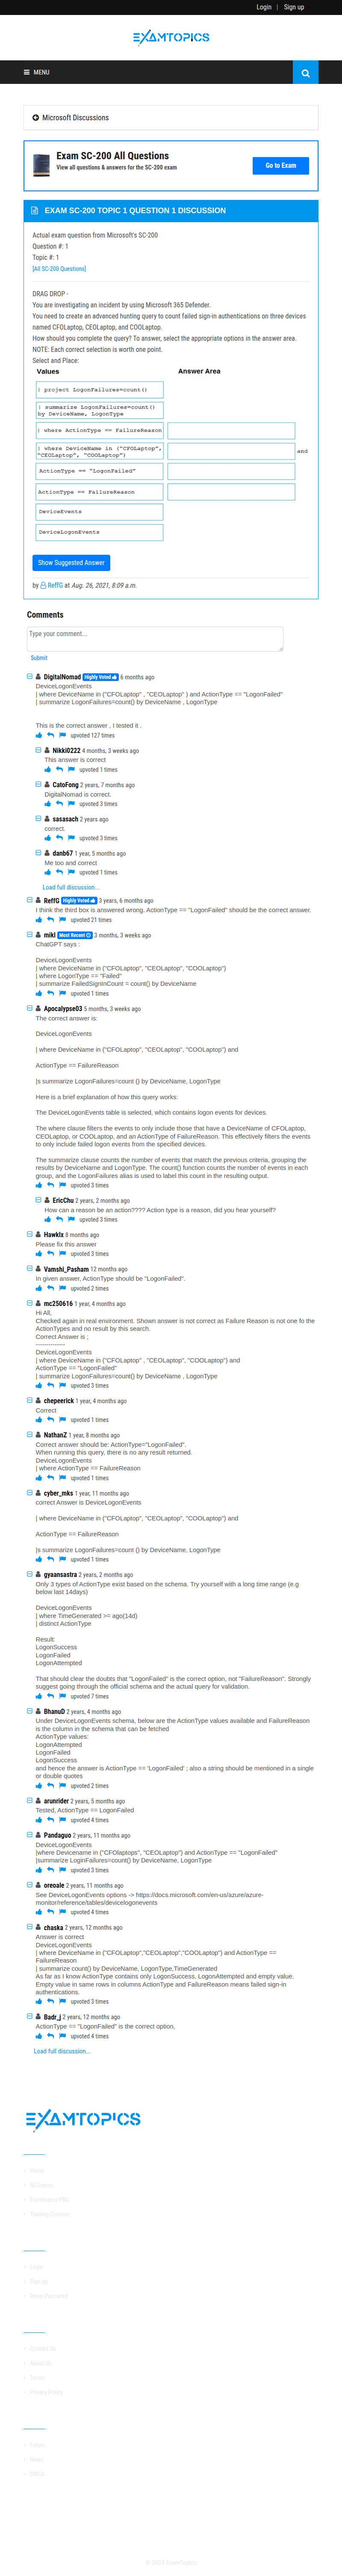 Login | Sign up
EXAMTOPICS
MENU
Microsoft Discussions
Exam SC-200 All Questions
View all questions & answers for the SC-200 exam
Go to Exam
EXAM SC-200 TOPIC 1 QUESTION 1 DISCUSSION
Actual exam question from Microsoft's SC-200
Question #: 1
Topic #: 1
[All SC-200 Questions]
DRAG DROP -
You are investigating an incident by using Microsoft 365 Defender.
You need to create an advanced hunting query to count failed sign-in authentications on three devices
named CFOLaptop, CEOLaptop, and COOLaptop.
How should you complete the query? To answer, select the appropriate options in the answer area.
NOTE: Each correct selection is worth one point.
Select and Place:
Values
Answer Area
| project LogonFailures=count()
| summarize LogonFailures=count()
by DeviceName, LogonType
| where ActionType == FailureReason
| where DeviceName in ("CFOLaptop",
"CEOLaptop", "COOLaptop")
and
ActionType == "LogonFailed"
ActionType == FailureReason
DeviceEvents
DeviceLogonEvents
Show Suggested Answer
by ReffG at Aug. 26, 2021, 8:09 a.m.
Comments
Type your comment...
Submit
DigitalNomad Highly Voted 6 months ago
DeviceLogonEvents
| where DeviceName in ("CFOLaptop" , "CEOLaptop" ) and ActionType == "LogonFailed"
| summarize LogonFailures=count() by DeviceName , LogonType
This is the correct answer , I tested it .
upvoted 127 times
Nikki0222 4 months, 3 weeks ago
This answer is correct
upvoted 1 times
CatoFong 2 years, 7 months ago
DigitalNomad is correct.
upvoted 3 times
sasasach 2 years ago
correct.
upvoted 3 times
danb67 1 year, 5 months ago
Me too and correct
upvoted 1 times
Load full discussion...
ReffG Highly Voted 3 years, 6 months ago
I think the third box is answered wrong. ActionType == "LogonFailed" should be the correct answer.
upvoted 21 times
mikl Most Recent 3 months, 3 weeks ago
ChatGPT says :
DeviceLogonEvents
| where DeviceName in ("CFOLaptop", "CEOLaptop", "COOLaptop")
| where LogonType == "Failed"
| summarize FailedSignInCount = count() by DeviceName
upvoted 1 times
Apocalypse03 5 months, 3 weeks ago
The correct answer is:
DeviceLogonEvents
| where DeviceName in ("CFOLaptop", "CEOLaptop", "COOLaptop") and
ActionType == FailureReason
|s summarize LogonFailures=count () by DeviceName, LogonType
Here is a brief explanation of how this query works:
The DeviceLogonEvents table is selected, which contains logon events for devices.
The where clause filters the events to only include those that have a DeviceName of CFOLaptop,
CEOLaptop, or COOLaptop, and an ActionType of FailureReason. This effectively filters the events
to only include failed logon events from the specified devices.
The summarize clause counts the number of events that match the previous criteria, grouping the
results by DeviceName and LogonType. The count() function counts the number of events in each
group, and the LogonFailures alias is used to label this count in the resulting output.
upvoted 3 times
EricChu 2 years, 2 months ago
How can a reason be an action???? Action type is a reason, did you hear yourself?
upvoted 3 times
Hawkix 8 months ago
Please fix this answer
upvoted 3 times
Vamshi_Pasham 12 months ago
In given answer, ActionType should be "LogonFailed".
upvoted 2 times
mc250616 1 year, 4 months ago
Hi All,
Checked again in real environment. Shown answer is not correct as Failure Reason is not one fo the
ActionTypes and no result by this search.
Correct Answer is ;
--------------
DeviceLogonEvents
| where DeviceName in ("CFOLaptop" , "CEOLaptop", "COOLaptop") and
ActionType == "LogonFailed"
| summarize LogonFailures=count() by DeviceName , LogonType
upvoted 3 times
chepeerick 1 year, 4 months ago
Correct
upvoted 1 times
NathanZ 1 year, 8 months ago
Correct answer should be: ActionType="LogonFailed".
When running this query, there is no any result returned.
DeviceLogonEvents
| where ActionType == FailureReason
upvoted 1 times
cyber_mks 1 year, 11 months ago
correct Answer is DeviceLogonEvents
| where DeviceName in ("CFOLaptop", "CEOLaptop", "COOLaptop") and
ActionType == FailureReason
|s summarize LogonFailures=count () by DeviceName, LogonType
upvoted 1 times
gyaansastra 2 years, 2 months ago
Only 3 types of ActionType exist based on the schema. Try yourself with a long time range (e.g
below last 14days)
DeviceLogonEvents
| where TimeGenerated >= ago(14d)
| distinct ActionType
Result:
LogonSuccess
LogonFailed
LogonAttempted
That should clear the doubts that "LogonFailed" is the correct option, not "FailureReason". Strongly
suggest going through the official schema and the actual query for validation.
upvoted 7 times
BhanuD 2 years, 4 months ago
Under DeviceLogonEvents schema, below are the ActionType values available and FailureReason
is the column in the schema that can be fetched
ActionType values:
LogonAttempted
LogonFailed
LogonSuccess
and hence the answer is ActionType == 'LogonFailed' ; also a string should be mentioned in a single
or double quotes
upvoted 2 times
arunrider 2 years, 5 months ago
Tested, ActionType == LogonFailed
upvoted 4 times
Pandaguo 2 years, 11 months ago
DeviceLogonEvents
|where Devicename in ("CFOlaptops", "CEOLaptop") and ActionType == "LogonFailed"
|summarize LoginFailures=count() by DeviceName, LogonType
upvoted 3 times
oreoale 2 years, 11 months ago
See DeviceLogonEvents options -> https://docs.microsoft.com/en-us/azure/azure-
monitor/reference/tables/devicelogonevents
upvoted 4 times
chaska 2 years, 12 months ago
Answer is correct
DeviceLogonEvents
| where DeviceName in ("CFOLaptop","CEOLaptop","COOLaptop") and ActionType ==
FailureReason
| summarize count() by DeviceName, LogonType,TimeGenerated
As far as I know ActionType contains only LogonSuccess, LogonAttempted and empty value.
Empty value in same rows in columns ActionType and FailureReason means failed sign-in
authentications.
upvoted 3 times
Badr_j 2 years, 12 months ago
ActionType == "LogonFailed" is the correct option,
upvoted 4 times
Load full discussion...
EXAMTOPICS
Home
All Exams
Examtopics PRO
Training Courses
Login
Sign up
Reset Password
Contact Us
About Us
Terms
Privacy Policy
Forum
News
DMCA
© 2024 ExamTopics